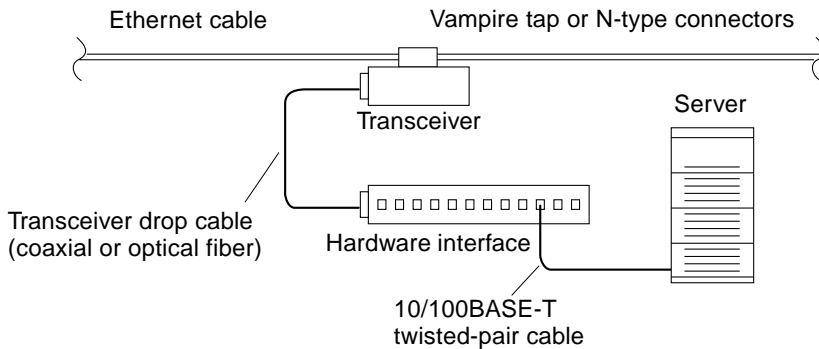 Ethernet cable
Vampire tap or N-type connectors
Server
Transceiver
Transceiver drop cable
(coaxial or optical fiber)
Hardware interface
10/100BASE-T
twisted-pair cable